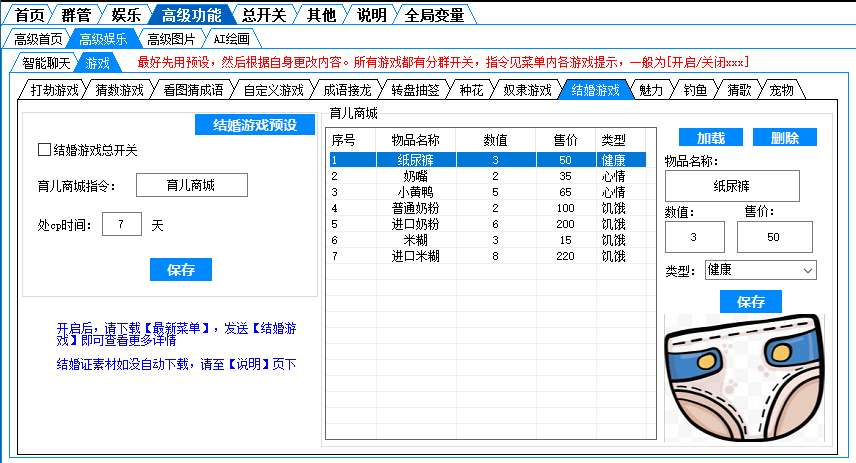 首页 群管 娱乐 高级功能 总开关 其他 说明 全局变量
高级首页 高级娱乐 高级图片 AI绘画
智能聊天 游戏 最好先用预设，然后根据自身更改内容。所有游戏都有分群开关，指令见菜单内各游戏提示，一般为[开启/关闭xxx]
打劫游戏 猜数游戏 看图猜成语 自定义游戏 成语接龙 转盘抽签 种花 奴隶游戏 结婚游戏 魅力 钓鱼 猜歌 宠物
结婚游戏预设
结婚游戏总开关
育儿商城指令： 育儿商城
处cp时间： 7 天
保存
开启后，请下载【最新菜单】，发送【结婚游
戏】即可查看更多详情
结婚证素材如没自动下载，请至【说明】页下
育儿商城
序号 物品名称 数值 售价 类型
1 纸尿裤 3 50 健康
2 奶嘴 2 35 心情
3 小黄鸭 5 65 心情
4 普通奶粉 2 100 饥饿
5 进口奶粉 6 200 饥饿
6 米糊 3 15 饥饿
7 进口米糊 8 220 饥饿
加载 删除
物品名称：
纸尿裤
数值： 售价：
3 50
类型： 健康
保存